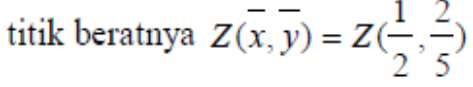 titik beratnya Z(x̄, ȳ) = Z(1/2, 2/5)